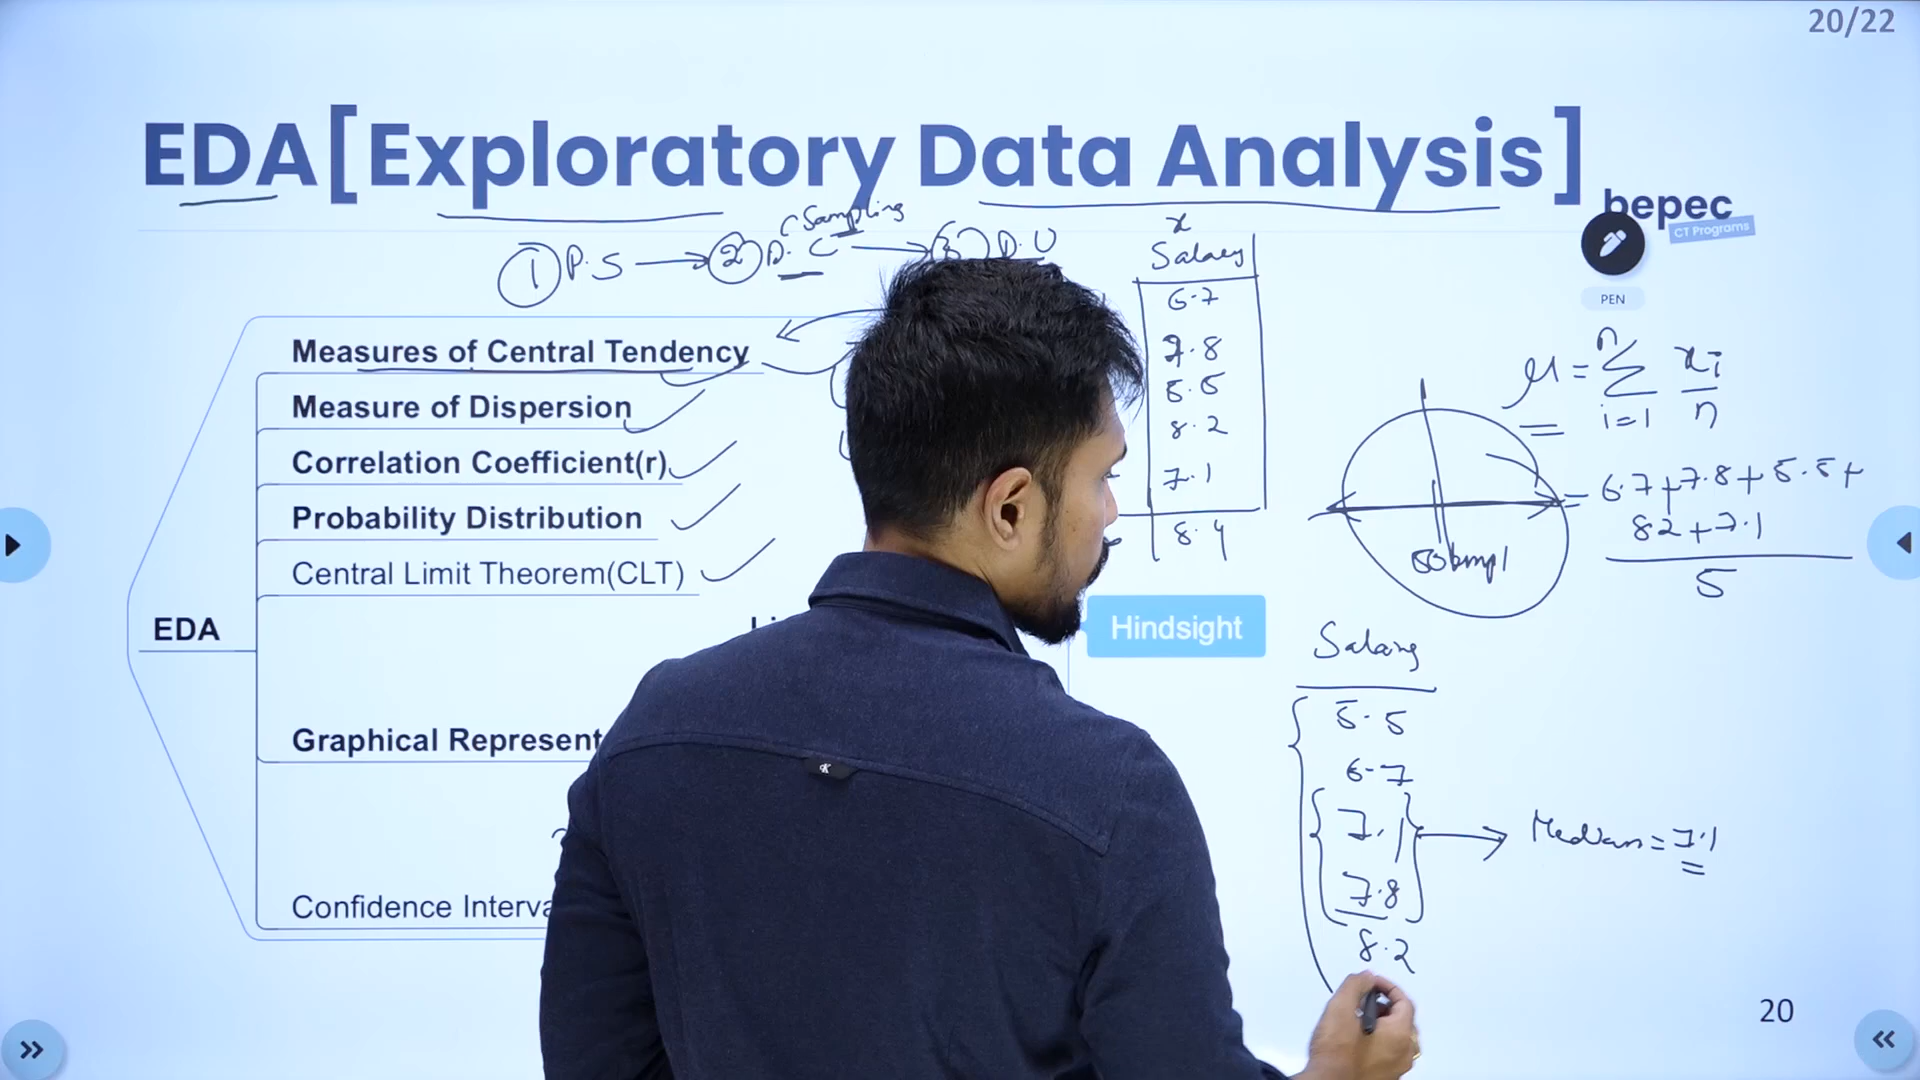 20/22
EDA[Exploratory Data Analysis]
bepec
CT Programs
PEN
(Sampling
① P.S → ② D.C → ③ D.U
x
Salary
6.7
7.8
5.5
8.2
7.1
8.4
Measures of Central Tendency
Measure of Dispersion
Correlation Coefficient(r)
Probability Distribution
Central Limit Theorem(CLT)
EDA
Graphical Represent
Confidence Interva
Hindsight
μ = n Σ i=1 xi/n
= 6.7+7.8+5.5+
8.2+7.1
5
Salary
5.5
6.7
7.1
7.8
8.2
Median = 7.1
20